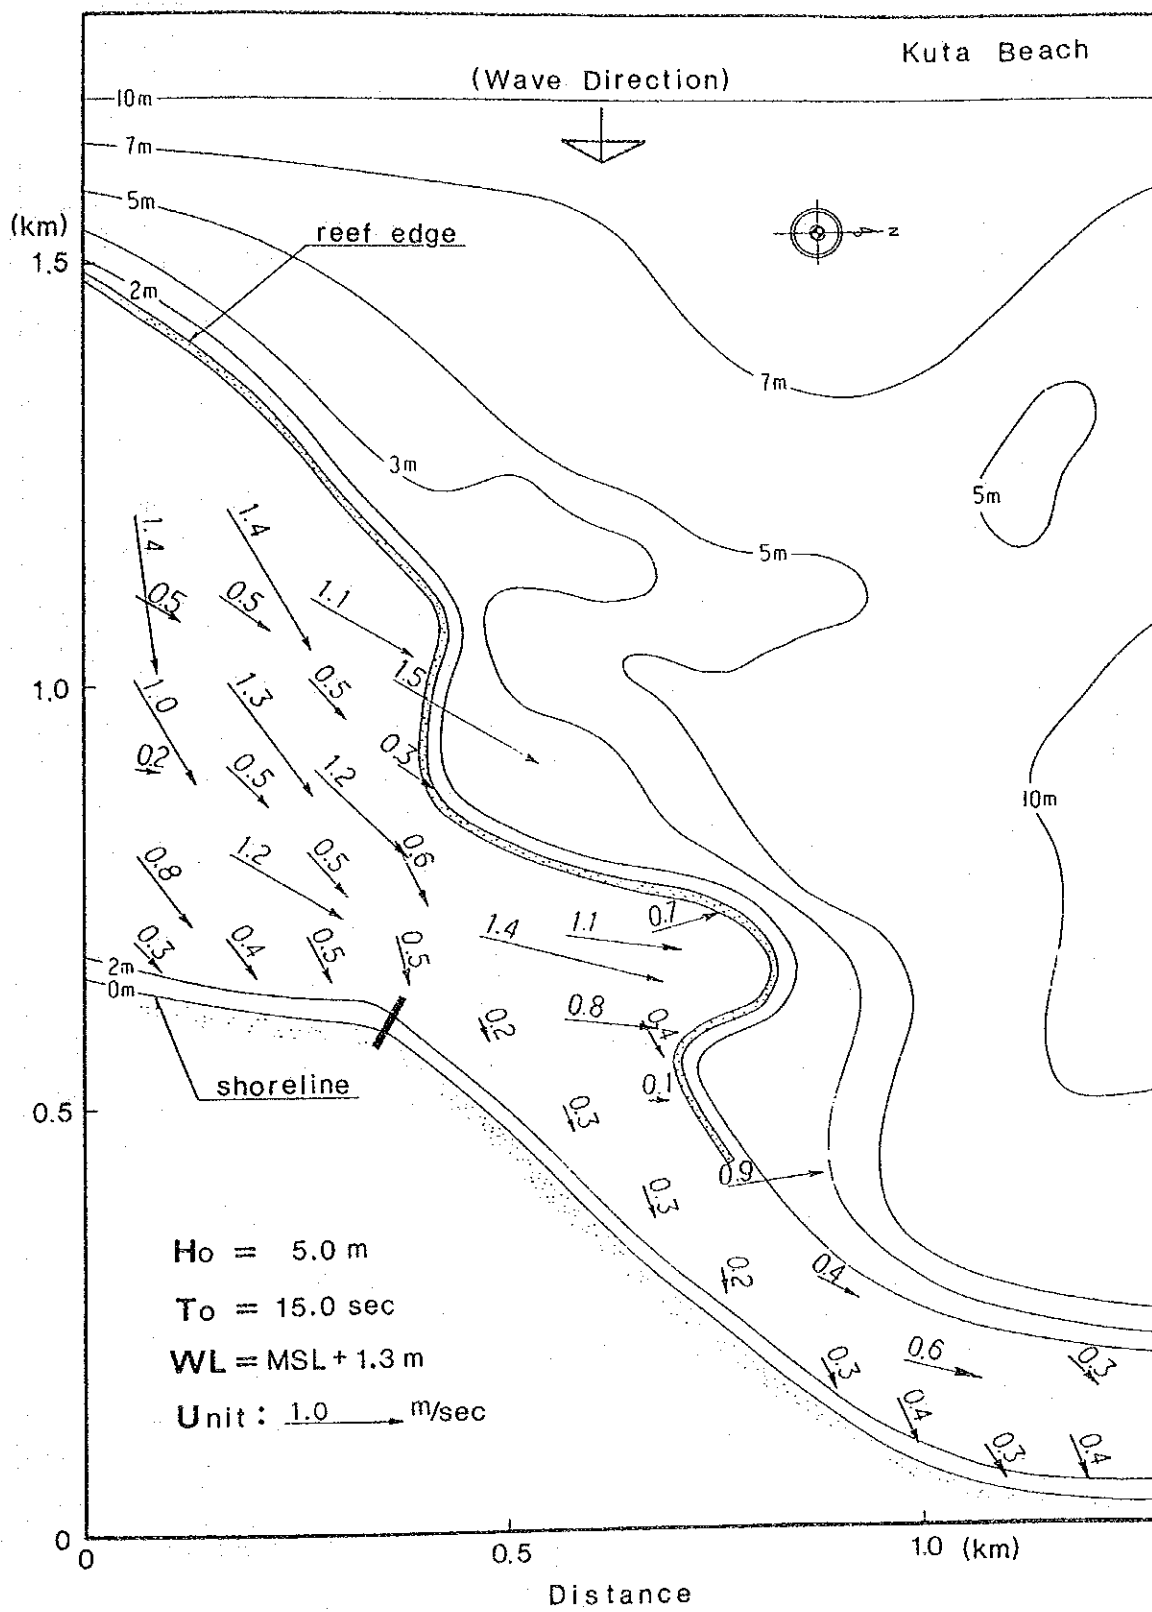 Kuta Beach
(Wave Direction)
10m
7m
5m
(km)
N
reef edge
1.5
2m
7m
3m
5m
5m
1.4
1.4
0.5
0.5
1.1
1.0
1.0
1.3
0.5
1.5
0.2
0.5
1.2
0.3
10m
0.8
1.2
0.5
0.6
0.3
0.4
0.5
0.5
1.4
1.1
0.7
2m
0m
0.2
0.8
0.4
shoreline
0.5
0.3
0.1
0.3
0.9
0.2
0.4
Ho = 5.0 m
To = 15.0 sec
WL = MSL + 1.3 m
Unit : 1.0 m/sec
0.3
0.6
0.3
0.4
0.3
0.4
0
0
0.5
1.0 (km)
Distance